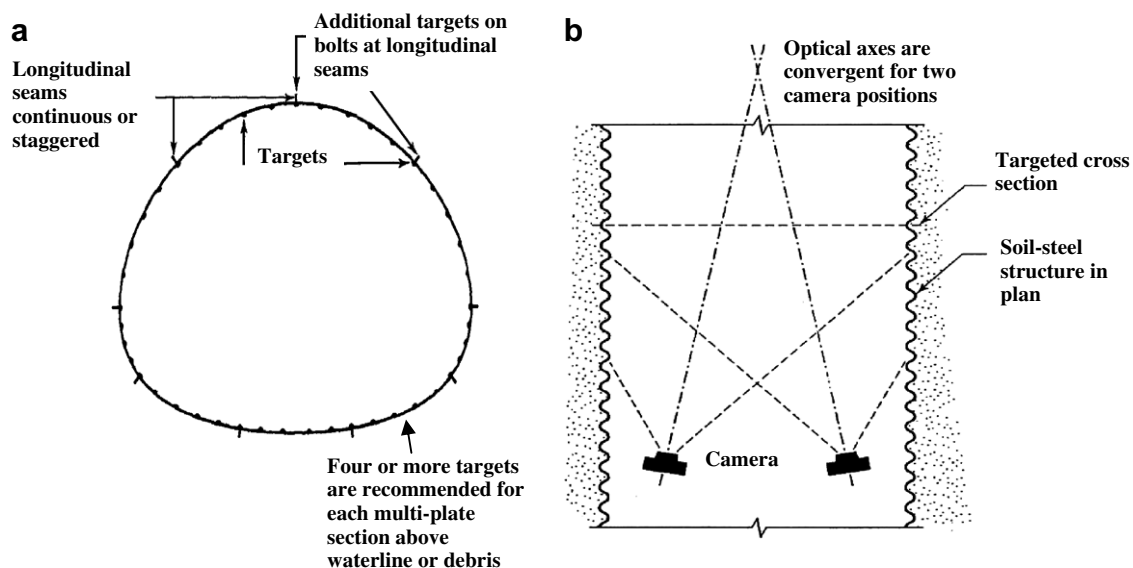 a
Additional targets on
bolts at longitudinal
seams
Longitudinal
seams
continuous or
staggered
Targets
Four or more targets
are recommended for
each multi-plate
section above
waterline or debris
b
Optical axes are
convergent for two
camera positions
Targeted cross
section
Soil-steel
structure in
plan
Camera